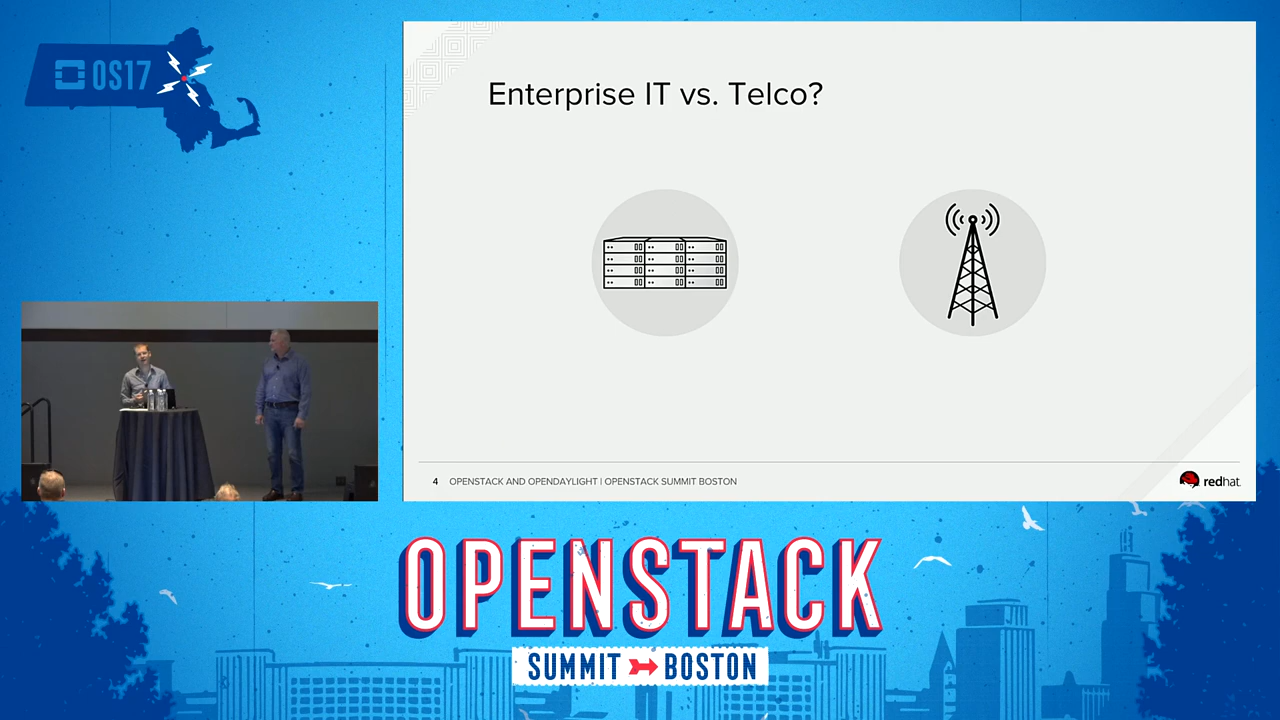 OS17
Enterprise IT vs. Telco?
4 OPENSTACK AND OPENDAYLIGHT | OPENSTACK SUMMIT BOSTON
redhat.
OPENSTACK
SUMMIT BOSTON